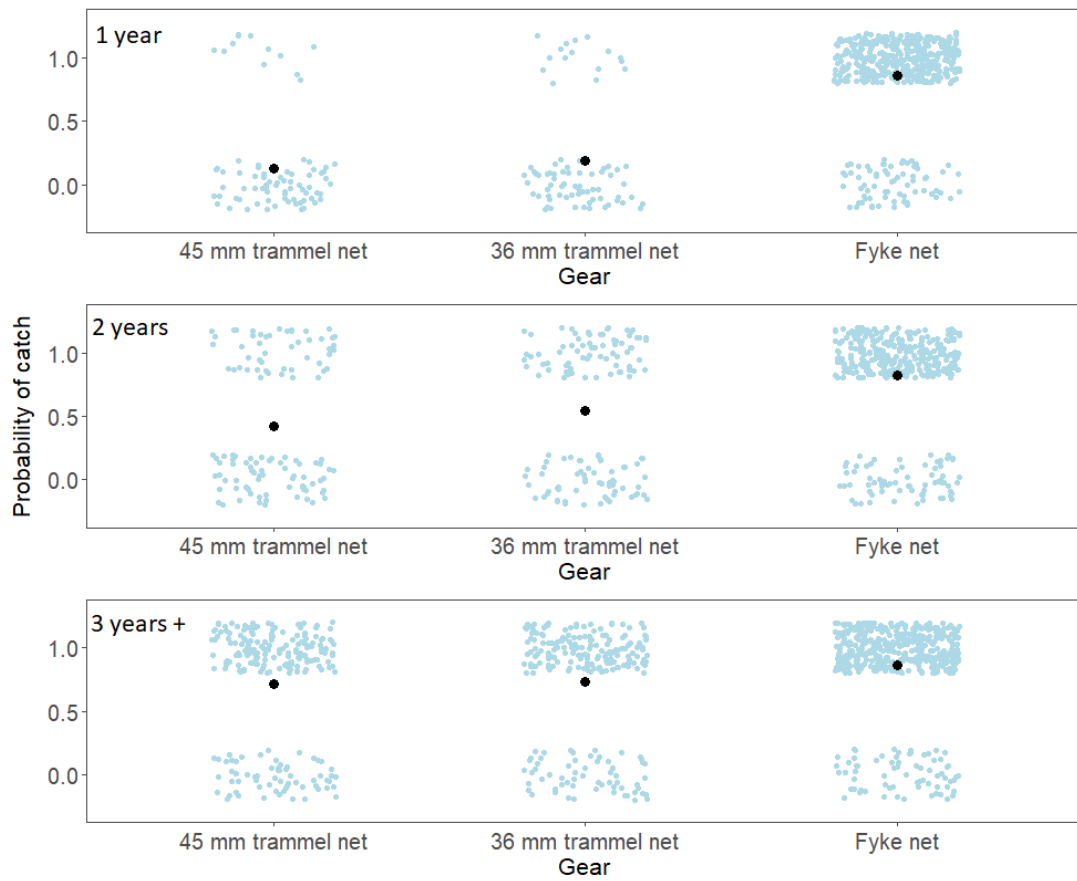 1 year
1.0
0.5
0.0
45 mm trammel net 36 mm trammel net Fyke net
Gear
Probability of catch
2 years
1.0
0.5
0.0
45 mm trammel net 36 mm trammel net Fyke net
Gear
3 years +
1.0
0.5
0.0
45 mm trammel net 36 mm trammel net Fyke net
Gear